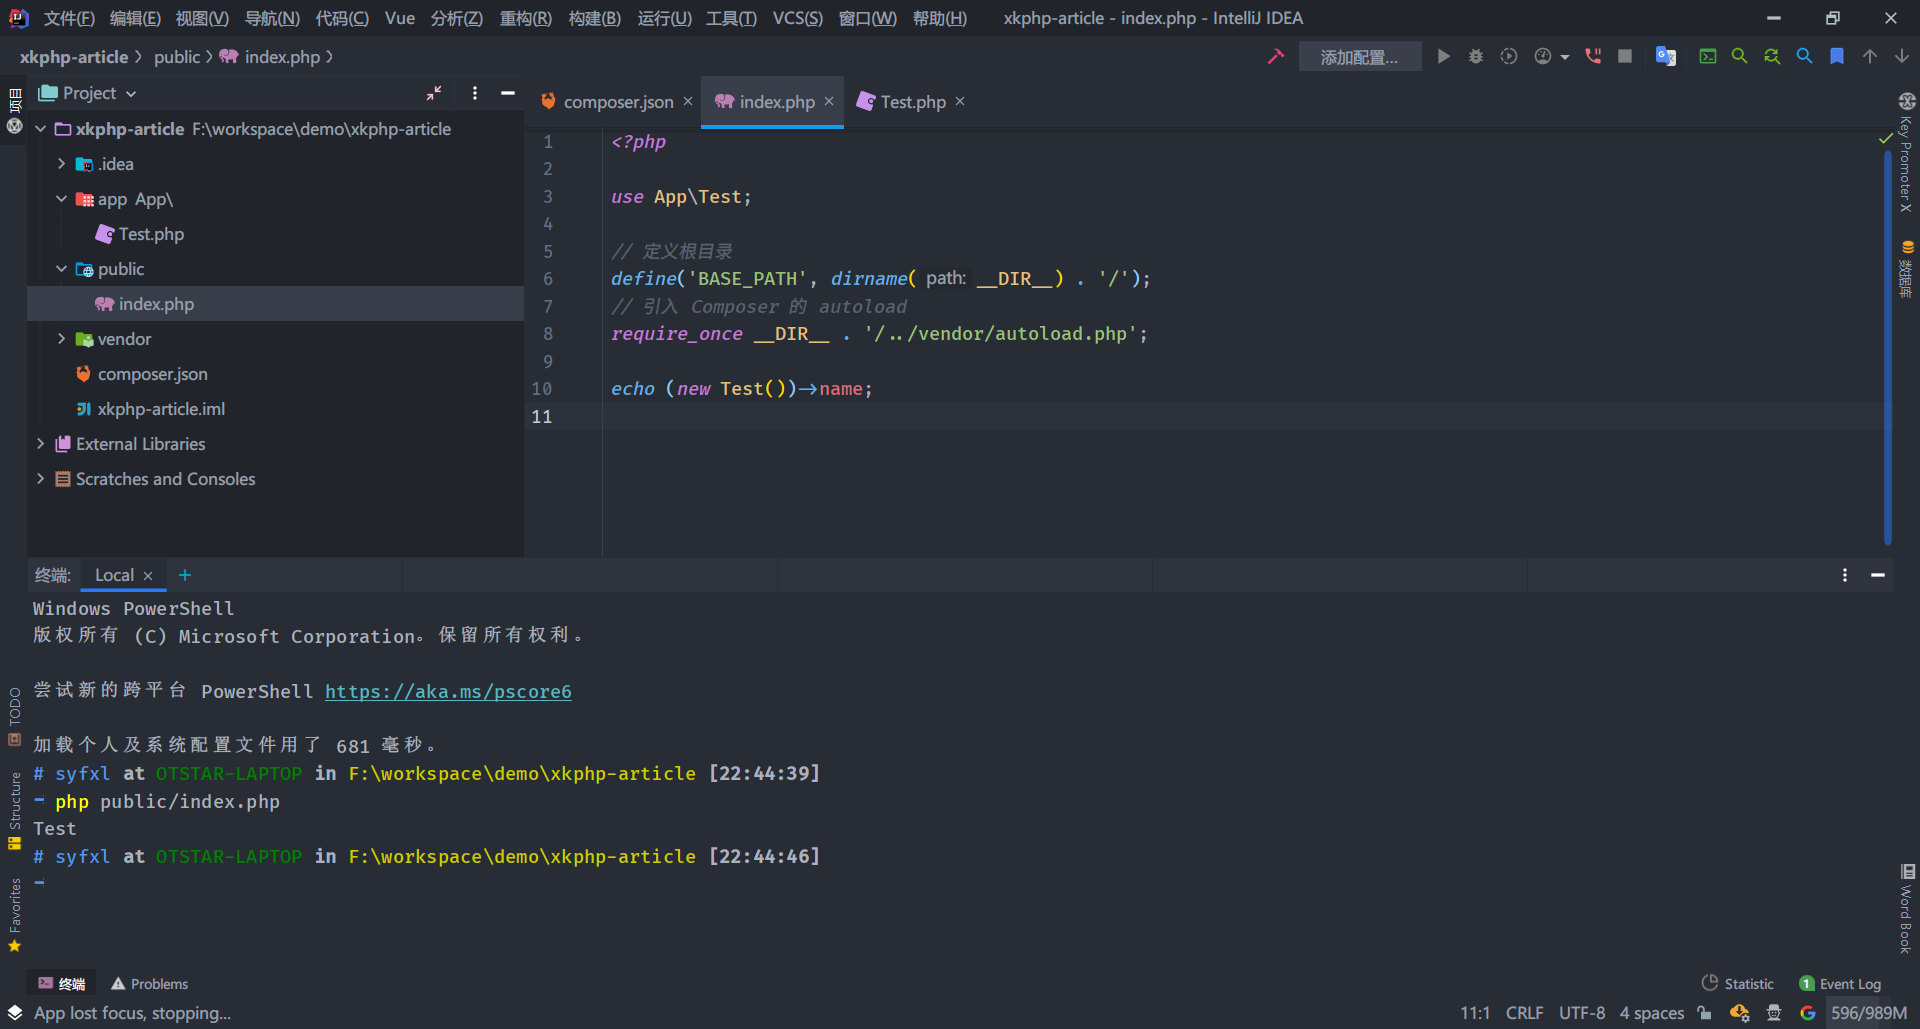 文件(F) 编辑(E) 视图(V) 导航(N) 代码(C) Vue 分析(Z) 重构(R) 构建(B) 运行(U) 工具(T) VCS(S) 窗口(W) 帮助(H) xkphp-article - index.php - IntelliJ IDEA
xkphp-article public index.php
添加配置...
项目
Project
xkphp-article F:\workspace\demo\xkphp-article
.idea
app App\
Test.php
public
index.php
vendor
composer.json
xkphp-article.iml
External Libraries
Scratches and Consoles
composer.json index.php Test.php
1 <?php
2
3 use App\Test;
4
5 // 定义根目录
6 define('BASE_PATH', dirname( path: __DIR__) . '/');
7 // 引入 Composer 的 autoload
8 require_once __DIR__ . '/../vendor/autoload.php';
9
10 echo (new Test())->name;
11
Key Promoter X
数据库
Word Book
终端: Local
Windows PowerShell
版权所有 (C) Microsoft Corporation。保留所有权利。
尝试新的跨平台 PowerShell https://aka.ms/pscore6
加载个人及系统配置文件用了 681 毫秒。
# syfxl at OTSTAR-LAPTOP in F:\workspace\demo\xkphp-article [22:44:39]
php public/index.php
Test
# syfxl at OTSTAR-LAPTOP in F:\workspace\demo\xkphp-article [22:44:46]
TODO
Structure
Favorites
终端 Problems
Statistic 1 Event Log
App lost focus, stopping...
11:1 CRLF UTF-8 4 spaces 596/989M